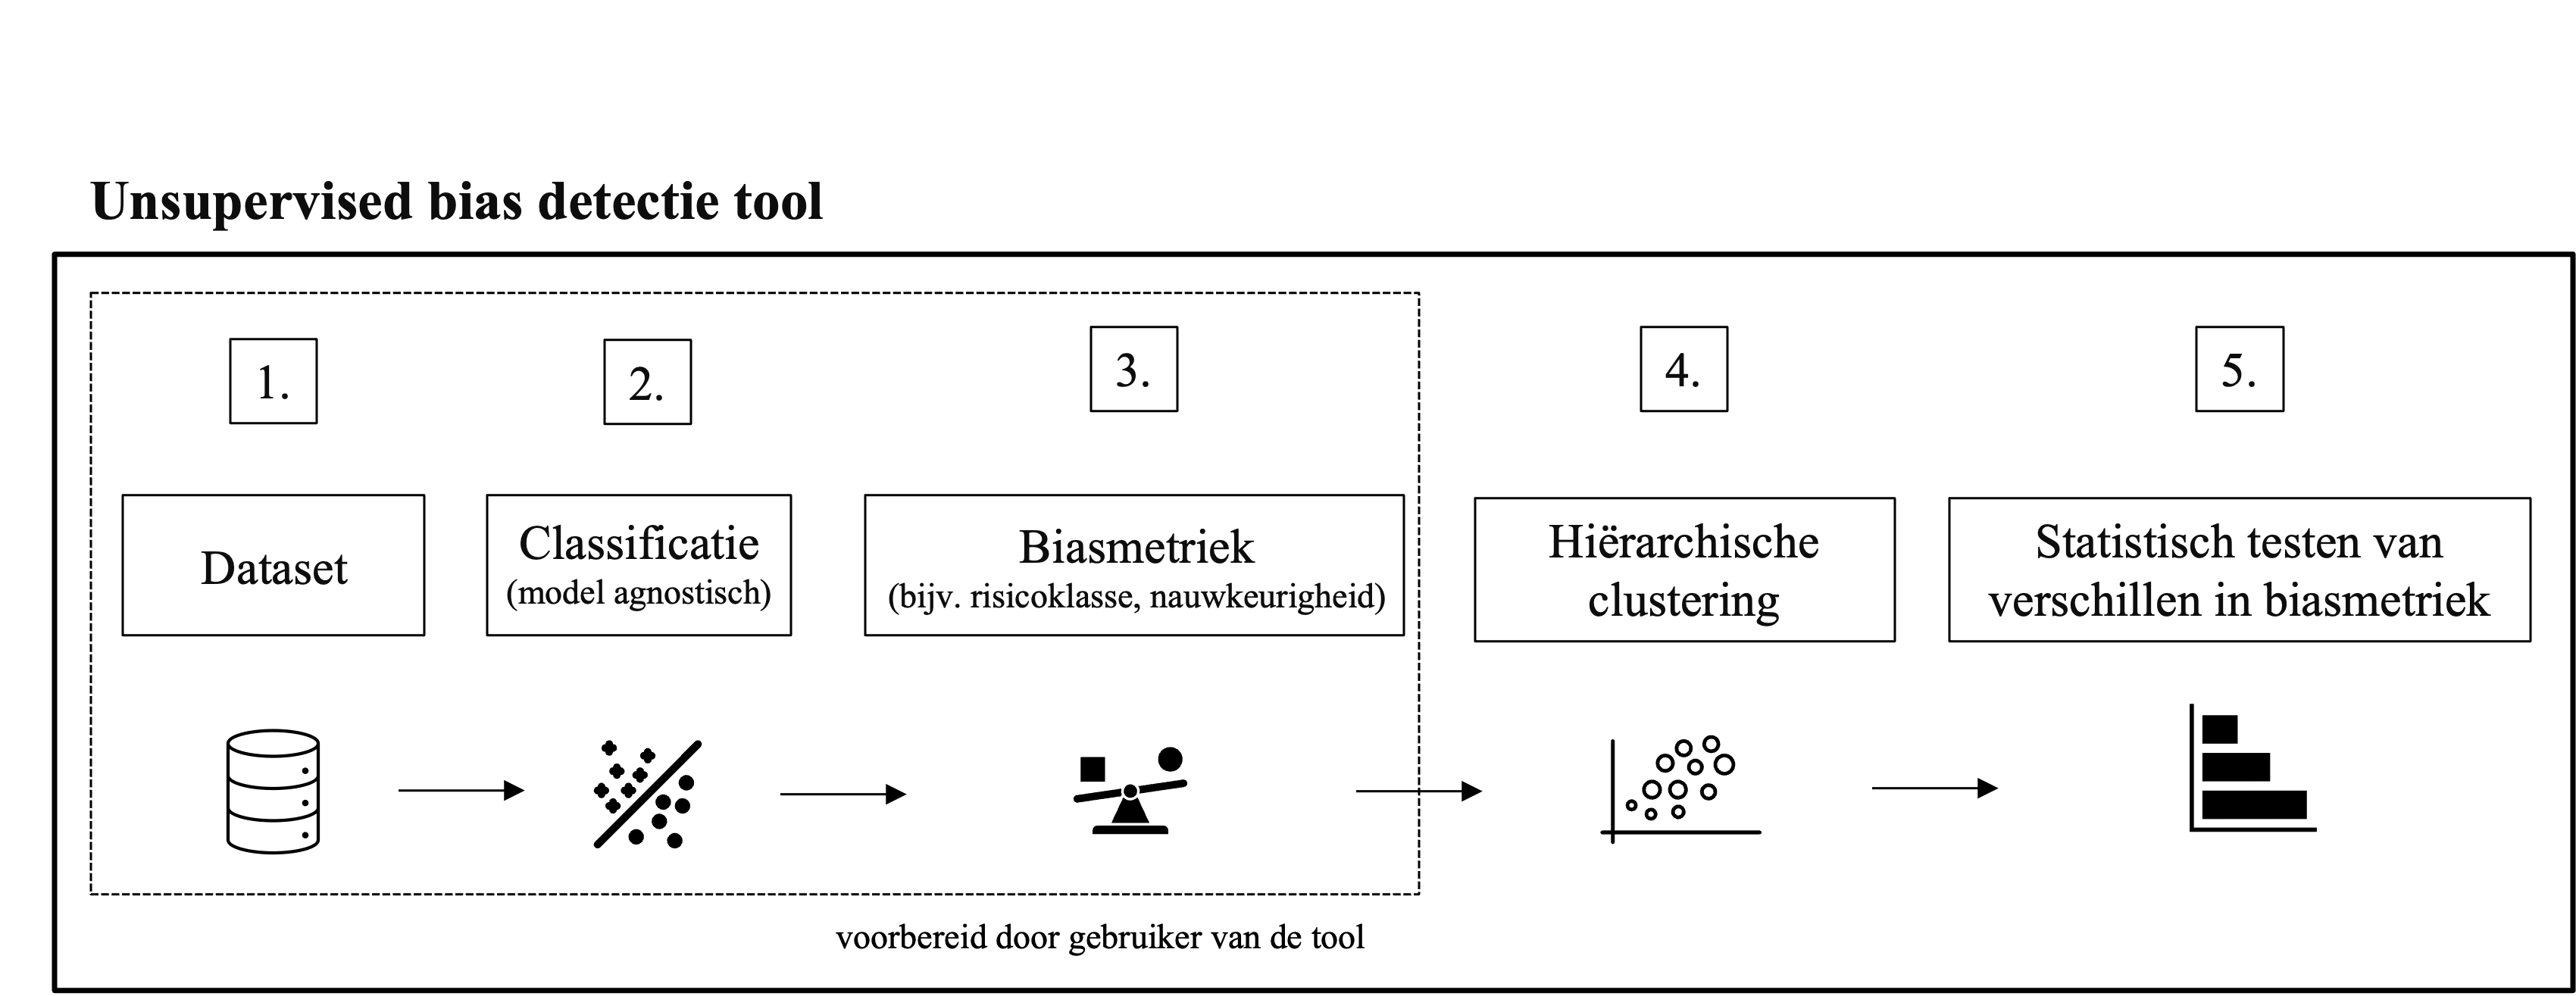 Unsupervised bias detectie tool
1.
2.
3.
4.
5.
Dataset
Classificatie
(model agnostisch)
Biasmetriek
(bijv. risicoklasse, nauwkeurigheid)
Hiërarchische
clustering
Statistisch testen van
verschillen in biasmetriek
voorbereid door gebruiker van de tool